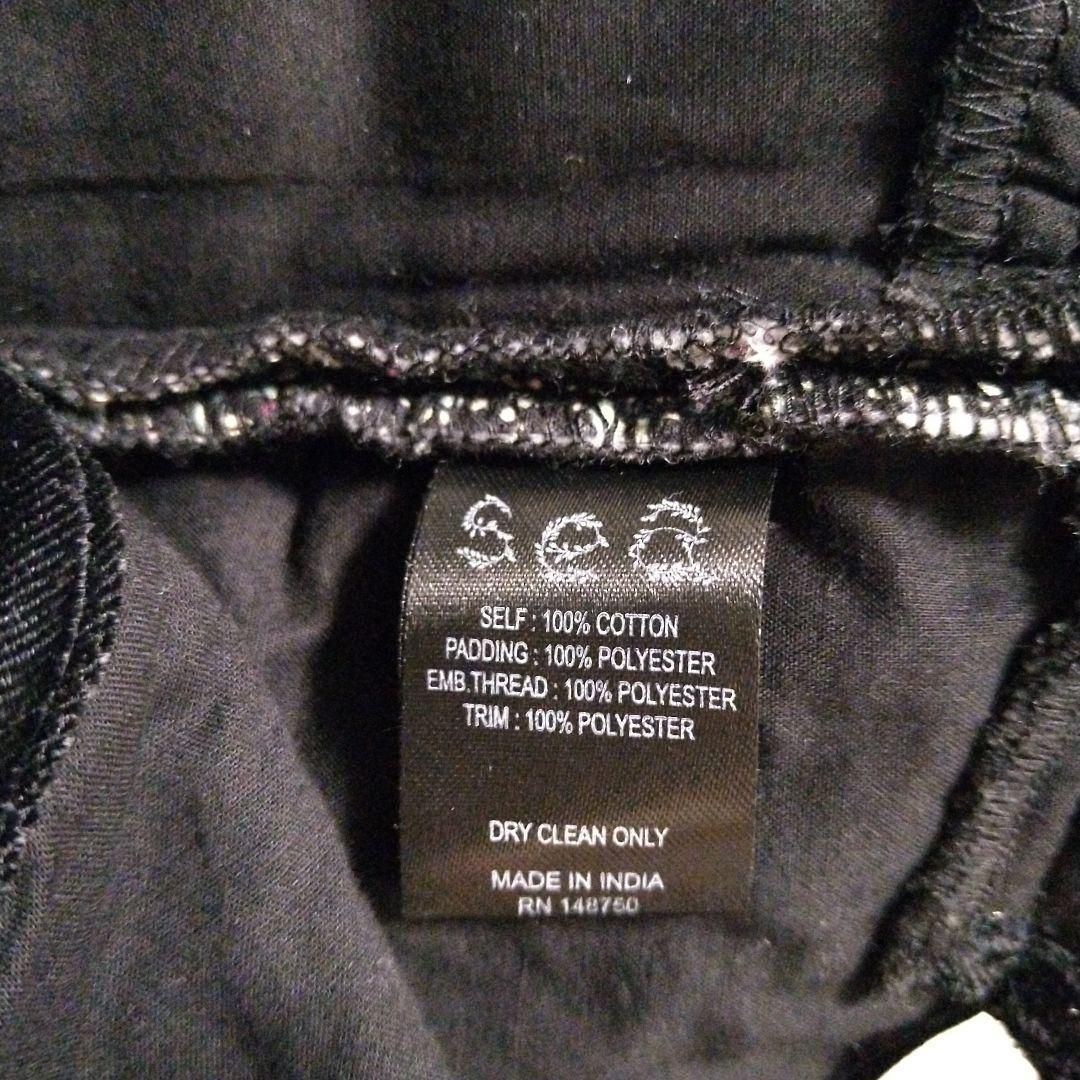 sea
SELF : 100% COTTON
PADDING : 100% POLYESTER
EMB.THREAD : 100% POLYESTER
TRIM : 100% POLYESTER
DRY CLEAN ONLY
MADE IN INDIA
RN 148750